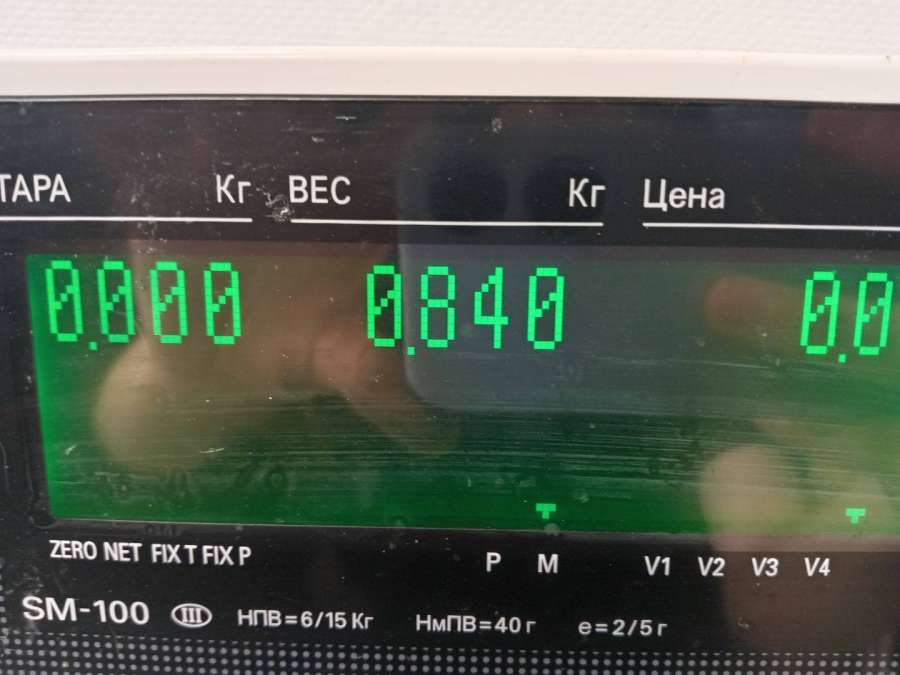 ТАРА Кг ВЕС Кг Цена
0.000 0.840 0.0
ZERO NET FIX T FIX P P M V1 V2 V3 V4
SM-100 III НПВ=6/15 Кг НмПВ=40 г е=2/5 г